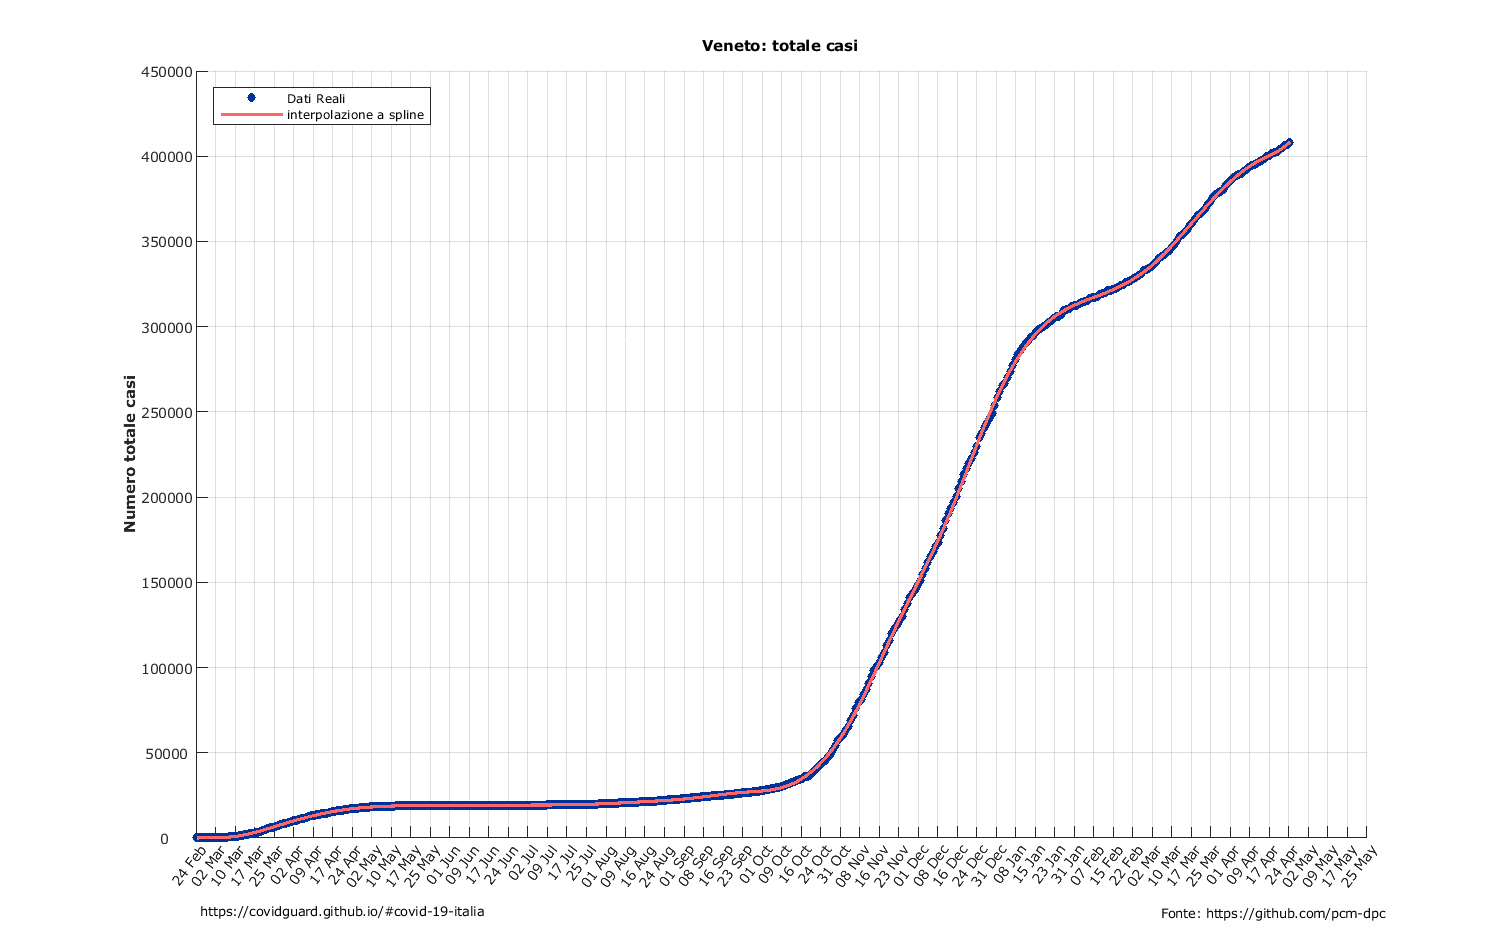 Veneto: totale casi
450000
400000
350000
300000
250000
200000
150000
100000
50000
0
Numero totale casi
Dati Reali
interpolazione a spline
24 Feb
02 Mar
10 Mar
17 Mar
25 Mar
02 Apr
09 Apr
17 Apr
24 Apr
02 May
10 May
17 May
25 May
01 Jun
09 Jun
17 Jun
24 Jun
02 Jul
09 Jul
17 Jul
25 Jul
01 Aug
09 Aug
16 Aug
24 Aug
01 Sep
08 Sep
16 Sep
23 Sep
01 Oct
09 Oct
16 Oct
24 Oct
31 Oct
08 Nov
16 Nov
23 Nov
01 Dec
08 Dec
16 Dec
24 Dec
31 Dec
08 Jan
15 Jan
23 Jan
31 Jan
07 Feb
15 Feb
22 Feb
02 Mar
10 Mar
17 Mar
25 Mar
01 Apr
09 Apr
17 Apr
24 Apr
02 May
09 May
17 May
25 May
https://covidguard.github.io/#covid-19-italia
Fonte: https://github.com/pcm-dpc